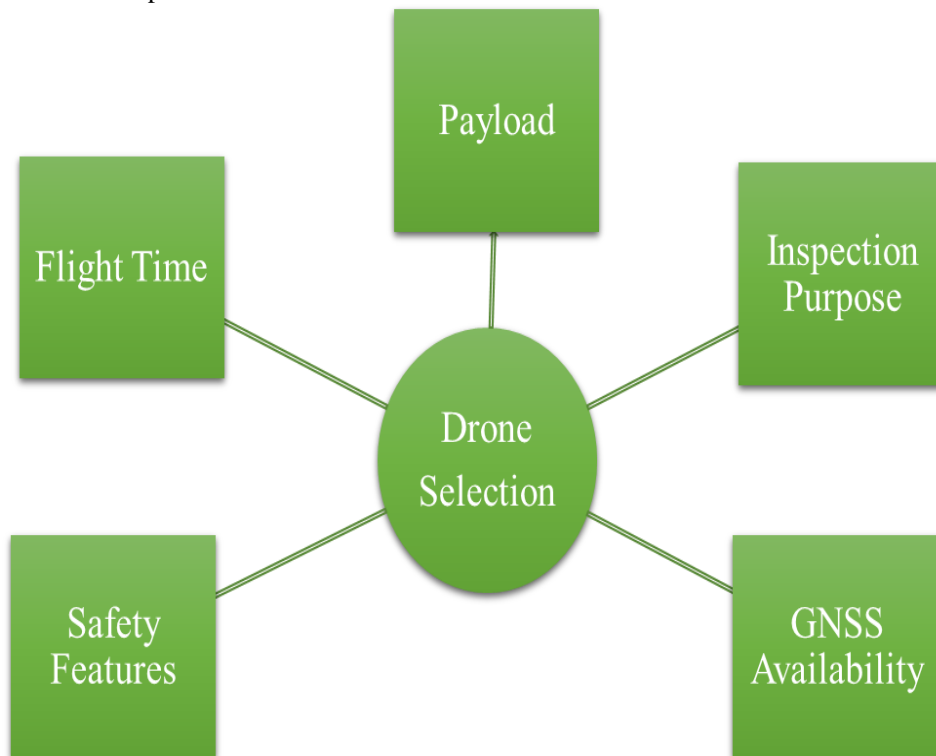 Payload
Flight Time
Inspection
Purpose
Drone
Selection
Safety
Features
GNSS
Availability